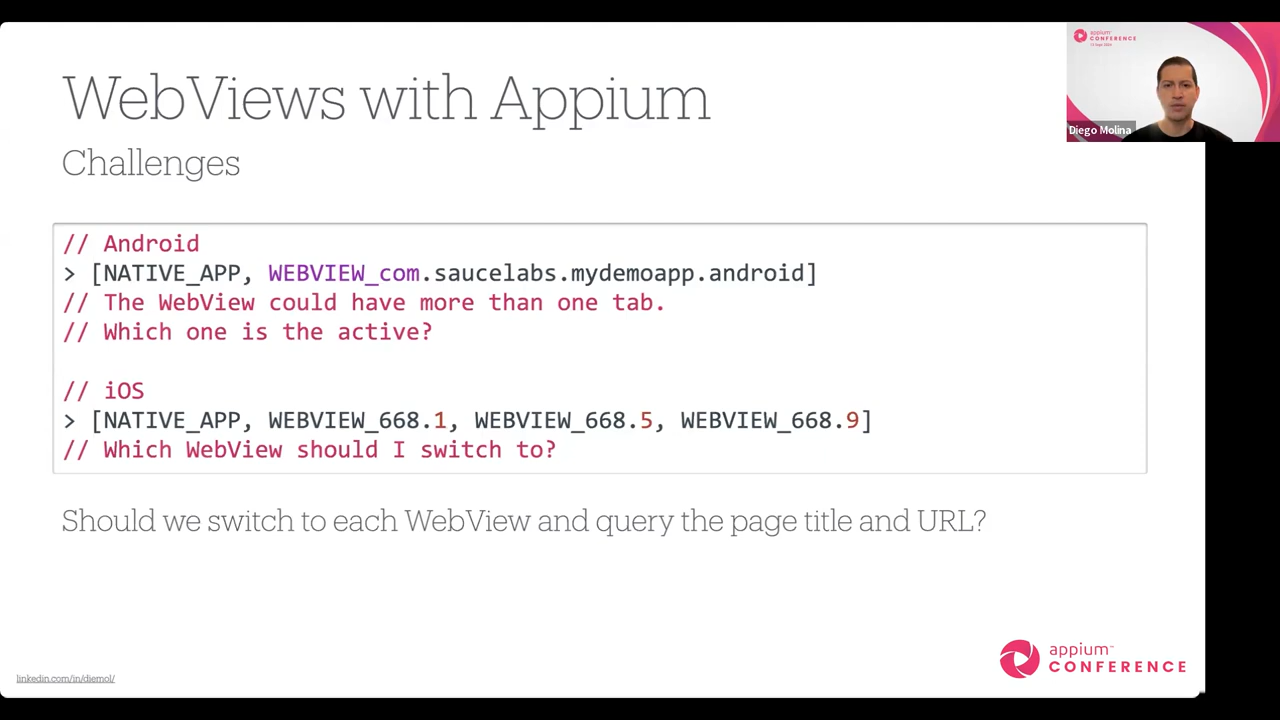 WebViews with Appium
Challenges
// Android
> [NATIVE_APP, WEBVIEW_com.saucelabs.mydemoapp.android]
// The WebView could have more than one tab.
// Which one is the active?
// iOS
> [NATIVE_APP, WEBVIEW_668.1, WEBVIEW_668.5, WEBVIEW_668.9]
// Which WebView should I switch to?
Should we switch to each WebView and query the page title and URL?
appium
CONFERENCE
linkedin.com/in/diemol/
appium
CONFERENCE
Diego Molina